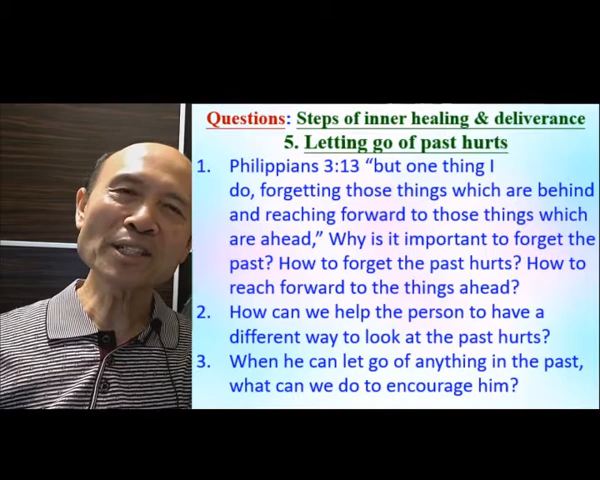 Questions: Steps of inner healing & deliverance
5. Letting go of past hurts
1. Philippians 3:13 “but one thing I
do, forgetting those things which are behind
and reaching forward to those things which
are ahead,” Why is it important to forget the
past? How to forget the past hurts? How to
reach forward to the things ahead?
2. How can we help the person to have a
different way to look at the past hurts?
3. When he can let go of anything in the past,
what can we do to encourage him?